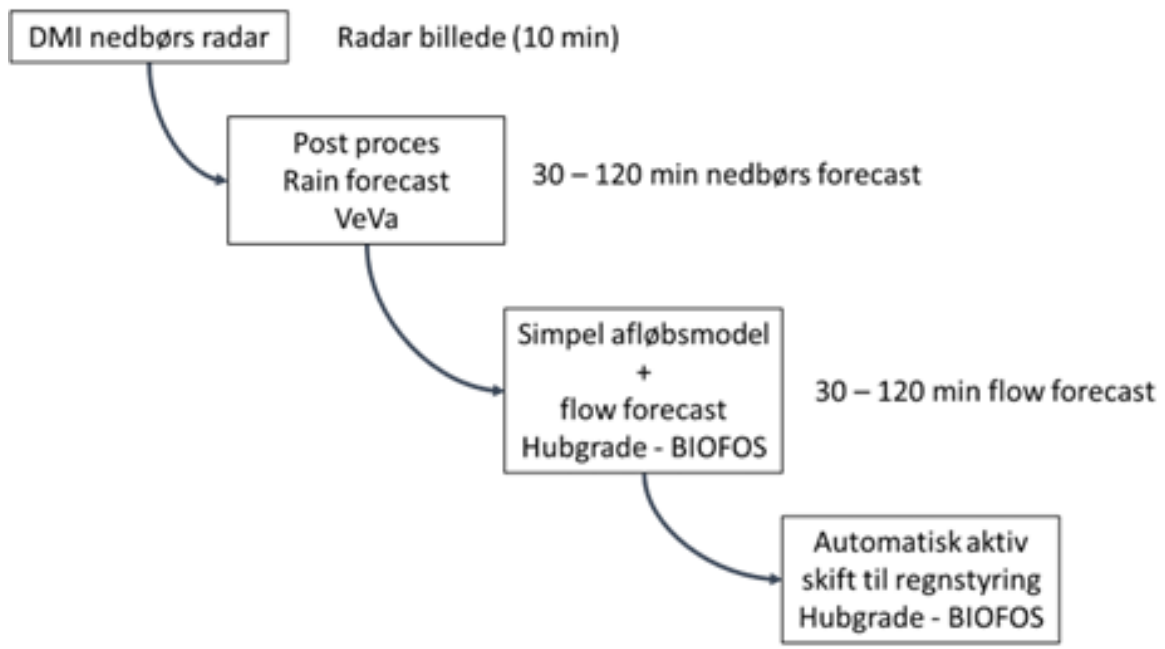 DMI nedbørs radar
Radar billede (10 min)
Post proces
Rain forecast
VeVa
30 – 120 min nedbørs forecast
Simpel afløbsmodel
+
flow forecast
Hubgrade - BIOFOS
30 – 120 min flow forecast
Automatisk aktiv
skift til regnstyring
Hubgrade - BIOFOS